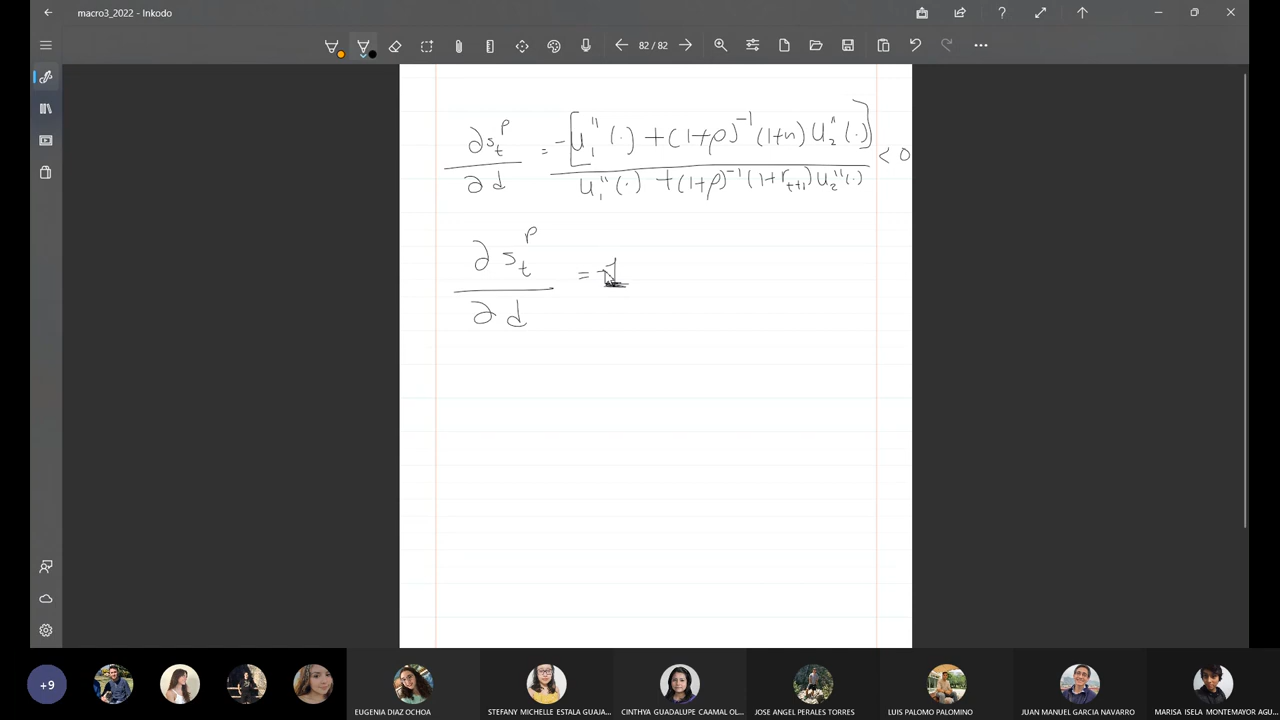 macro3_2022 - Inkodo
82 / 82
∂s_t^p / ∂d = -[u_1''(·) + (1+ρ)^{-1} (1+n) u_2''(·)] / u_1''(·) + (1+ρ)^{-1} (1+r_{t+1}) u_2''(·) < 0
∂ s_t^p / ∂ d = -1
+9
EUGENIA DIAZ OCHOA
STEFANY MICHELLE ESTALA GUAJA...
CINTHYA GUADALUPE CAAMAL OL...
JOSE ANGEL PERALES TORRES
LUIS PALOMO PALOMINO
JUAN MANUEL GARCIA NAVARRO
MARISA ISELA MONTEMAYOR AGU...